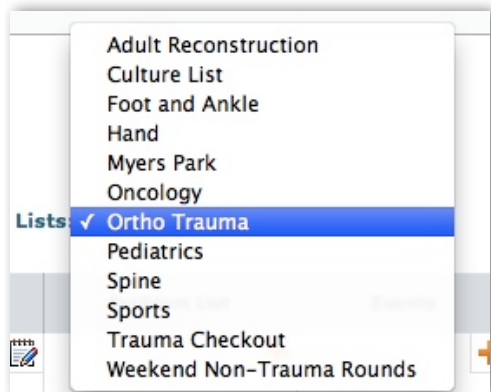 Adult Reconstruction
Culture List
Foot and Ankle
Hand
Myers Park
Oncology
Lists: ✓ Ortho Trauma
Pediatrics
Spine
Sports
Trauma Checkout
Weekend Non-Trauma Rounds